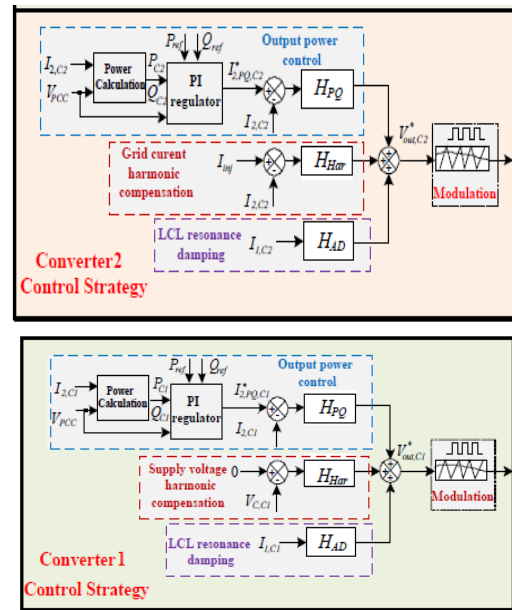 P_ref Q_ref
Output power
control
I_2,C2
V_PCC
Power
Calculation
P_C2
Q_C2
PI
regulator
I*_2,PQ,C2
+
-
I_2,C2
H_PQ
Grid curent
harmonic
compensation
I_inj
+
-
I_2,C2
H_Har
V*_out,C2
Modulation
LCL resonance
damping
I_1,C2
H_AD
Converter2
Control Strategy
P_ref Q_ref
Output power
control
I_2,C1
V_PCC
Power
Calculation
P_C1
Q_C1
PI
regulator
I*_2,PQ,C1
+
-
I_2,C1
H_PQ
Supply voltage
harmonic
compensation
0
+
-
V_C,C1
H_Har
V*_out,C1
Modulation
LCL resonance
damping
I_1,C1
H_AD
Converter1
Control Strategy